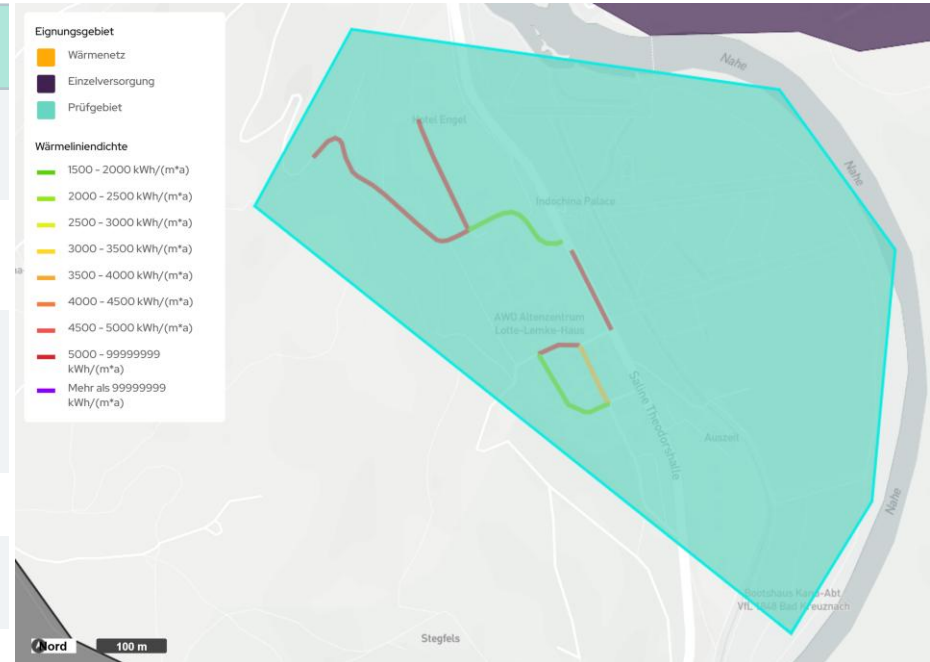 Eignungsgebiet
Wärmenetz
Einzelversorgung
Prüfgebiet
Wärmeliniendichte
1500 - 2000 kWh/(m*a)
2000 - 2500 kWh/(m*a)
2500 - 3000 kWh/(m*a)
3000 - 3500 kWh/(m*a)
3500 - 4000 kWh/(m*a)
4000 - 4500 kWh/(m*a)
4500 - 5000 kWh/(m*a)
5000 - 99999999
kWh/(m*a)
Mehr als 99999999
kWh/(m*a)
Nahe
Hotel Engel
Nahe
Indochina Palace
AWO Altenzentrum
Lotte-Lemke-Haus
Saline Theodorshalle
Auszeit
Nahe
Bootshaus Kanu-Abt
VfL 1848 Bad Kreuznach
Stegfels
Nord
100 m